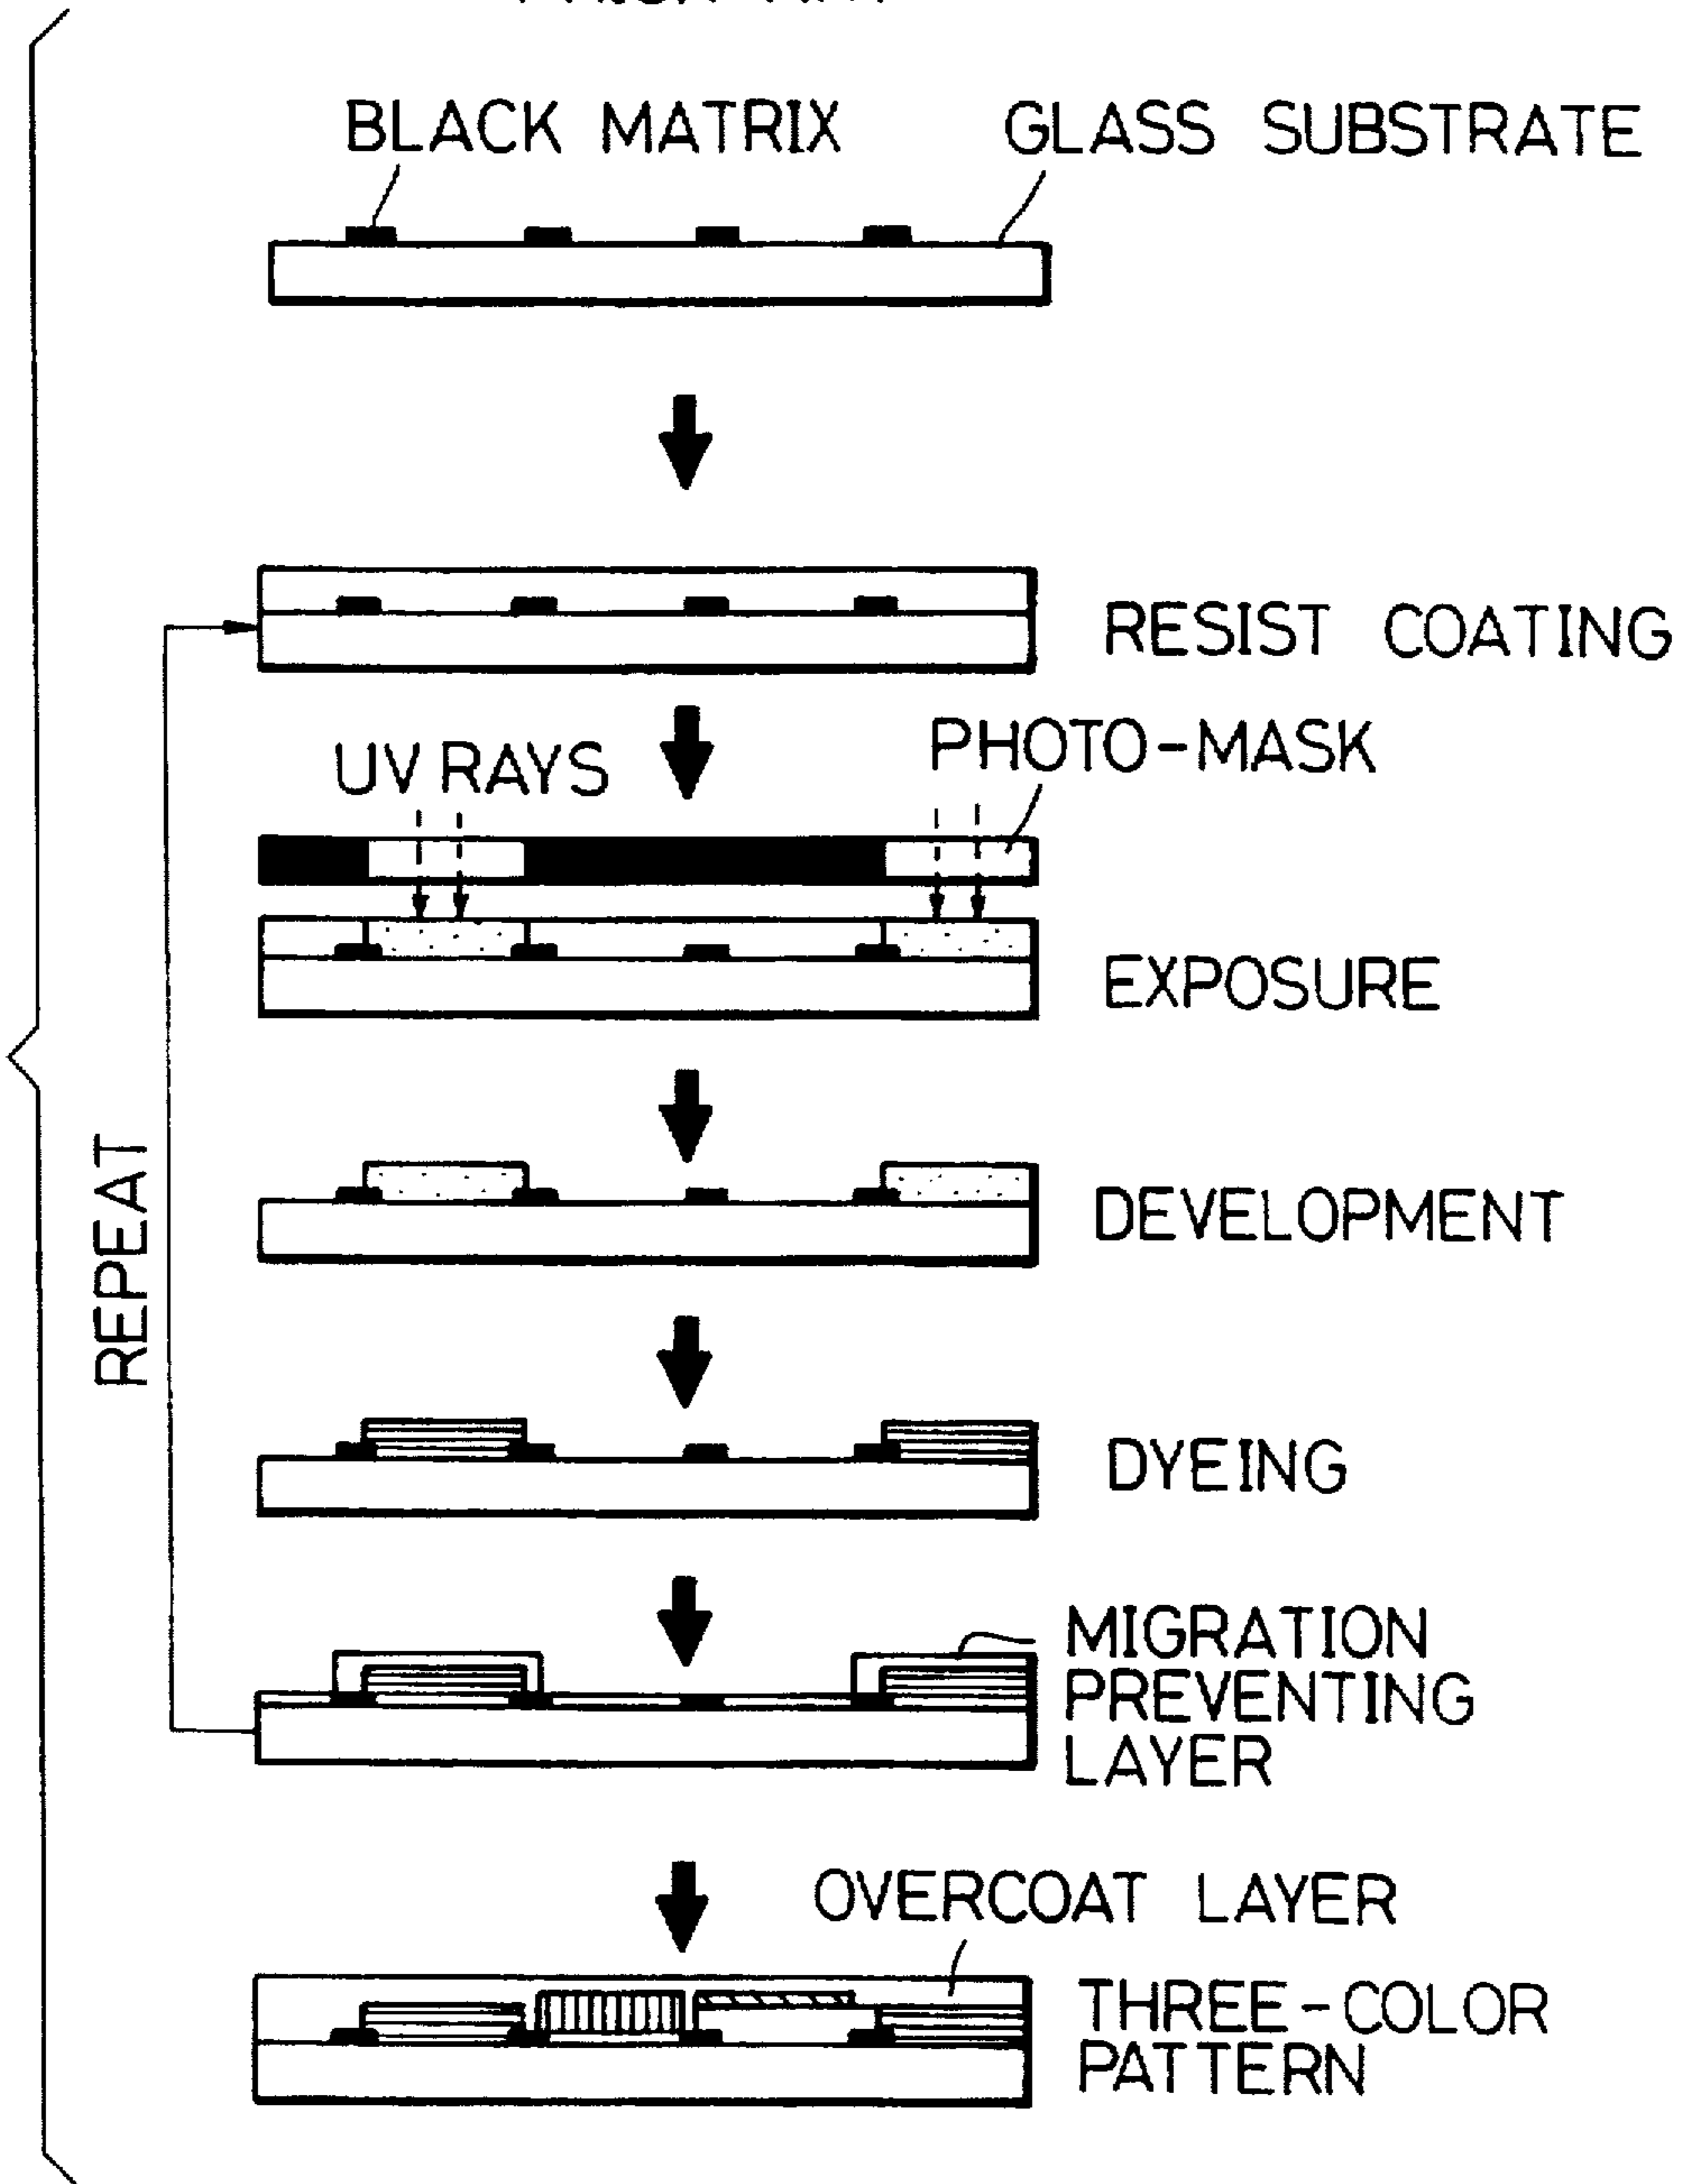 BLACK MATRIX
GLASS SUBSTRATE
RESIST COATING
UV RAYS
PHOTO-MASK
EXPOSURE
DEVELOPMENT
REPEAT
DYEING
MIGRATION
PREVENTING
LAYER
OVERCOAT LAYER
THREE-COLOR
PATTERN